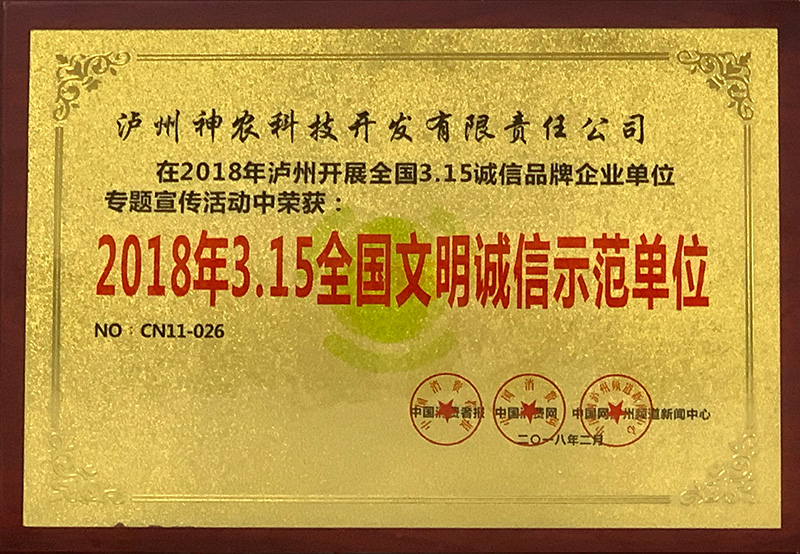 泸州神农科技开发有限责任公司
在2018年泸州开展全国3.15诚信品牌企业单位
专题宣传活动中荣获：
2018年3.15全国文明诚信示范单位
NO：CN11-026
中国消费者报 中国消费网 中国网 州频道新闻中心
二〇一八年二月